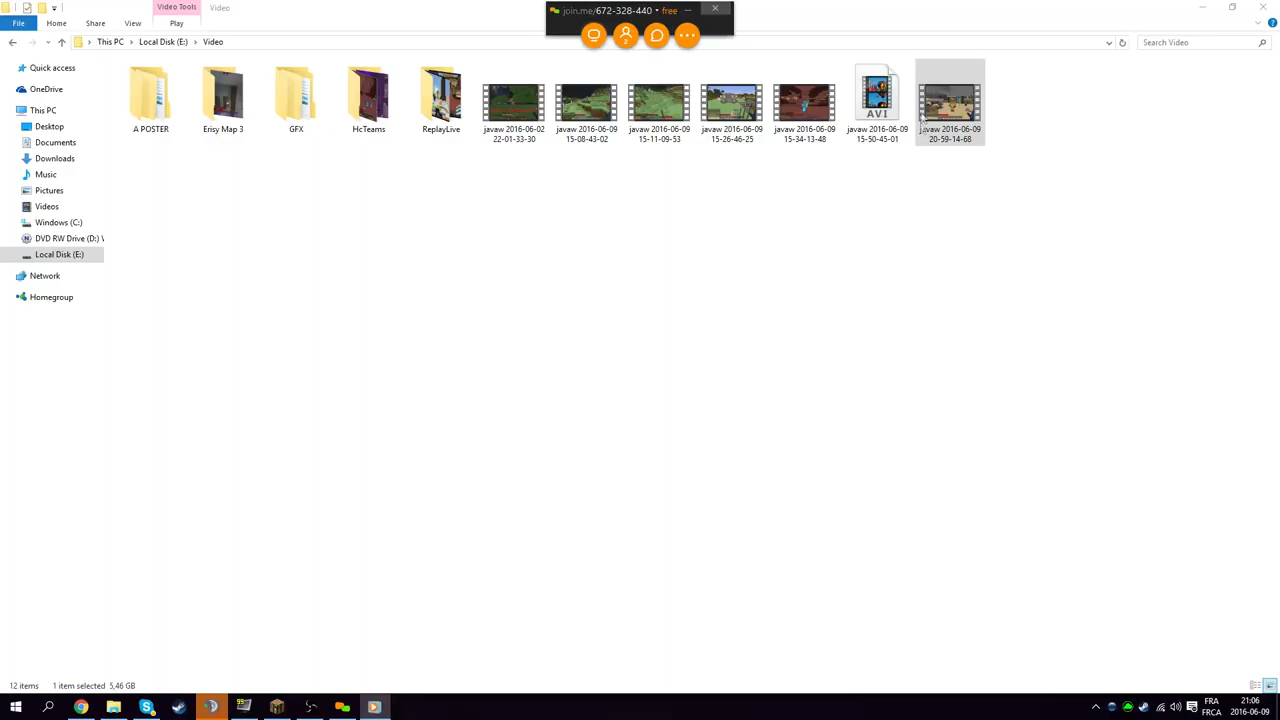 Video Tools
Video
join.me/672-328-440 • free
2
File
Home
Share
View
Play
This PC
Local Disk (E:)
Video
Search Video
Quick access
OneDrive
This PC
Desktop
Documents
Downloads
Music
Pictures
Videos
Windows (C:)
DVD RW Drive (D:) V
Local Disk (E:)
Network
Homegroup
A POSTER
Erisy Map 3
GFX
HcTeams
ReplayLive
javaw 2016-06-02
22-01-33-30
javaw 2016-06-09
15-08-43-02
javaw 2016-06-09
15-11-09-53
javaw 2016-06-09
15-26-46-25
javaw 2016-06-09
15-34-13-48
AVI
javaw 2016-06-09
15-50-45-01
javaw 2016-06-09
20-59-14-68
12 items
1 item selected 5,46 GB
99
FRA
FRCA
21:06
2016-06-09